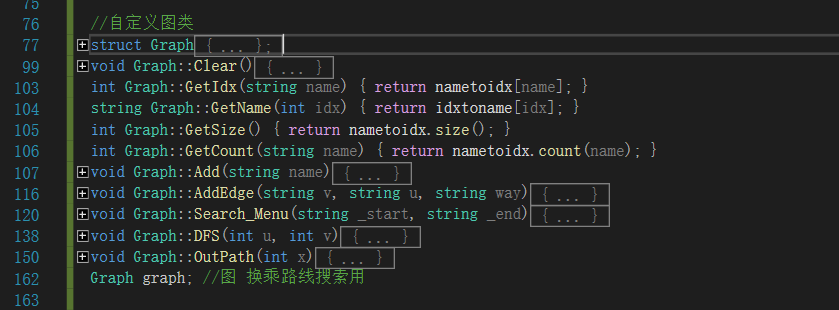 75
76 //自定义图类
77 struct Graph { ... };
99 void Graph::Clear() { ... }
103 int Graph::GetIdx(string name) { return nametoidx[name]; }
104 string Graph::GetName(int idx) { return idxtoname[idx]; }
105 int Graph::GetSize() { return nametoidx.size(); }
106 int Graph::GetCount(string name) { return nametoidx.count(name); }
107 void Graph::Add(string name) { ... }
116 void Graph::AddEdge(string v, string u, string way) { ... }
120 void Graph::Search_Menu(string _start, string _end) { ... }
138 void Graph::DFS(int u, int v) { ... }
150 void Graph::OutPath(int x) { ... }
162 Graph graph; //图 换乘路线搜索用
163